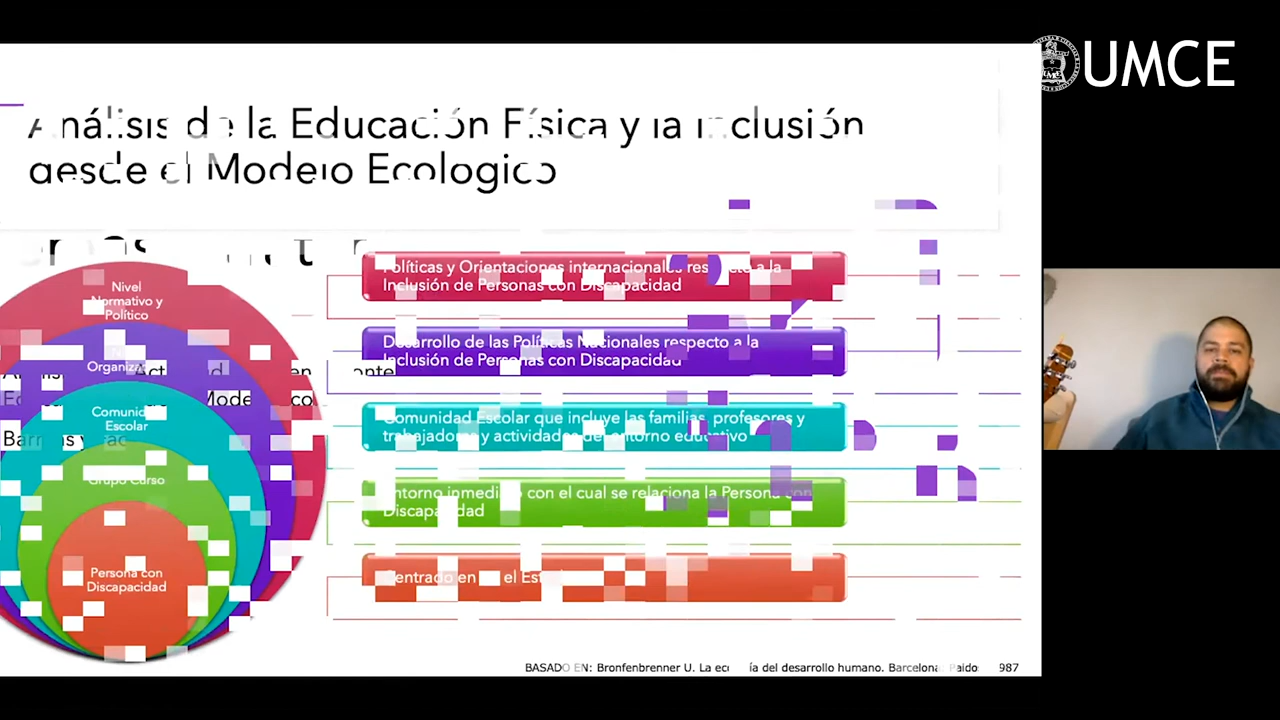 UMCE
Análisis de la Educación Física y la Inclusión
desde el Modelo Ecologico
Nivel
Normativo y
Político
Comunidad
Escolar
Grupo Curso
Persona con
Discapacidad
Políticas y Orientaciones internacionales respecto a la
Inclusión de Personas con Discapacidad
Desarrollo de las Políticas Nacionales respecto a la
Inclusión de Personas con Discapacidad
Comunidad Escolar que incluye las familias, profesores y
trabajadores y actividades del entorno educativo
Entorno inmediato con el cual se relaciona la Persona con
Discapacidad
Centrado en el
BASADO EN: Bronfenbrenner U. La ecología del desarrollo humano. Barcelona: Paidos 1987